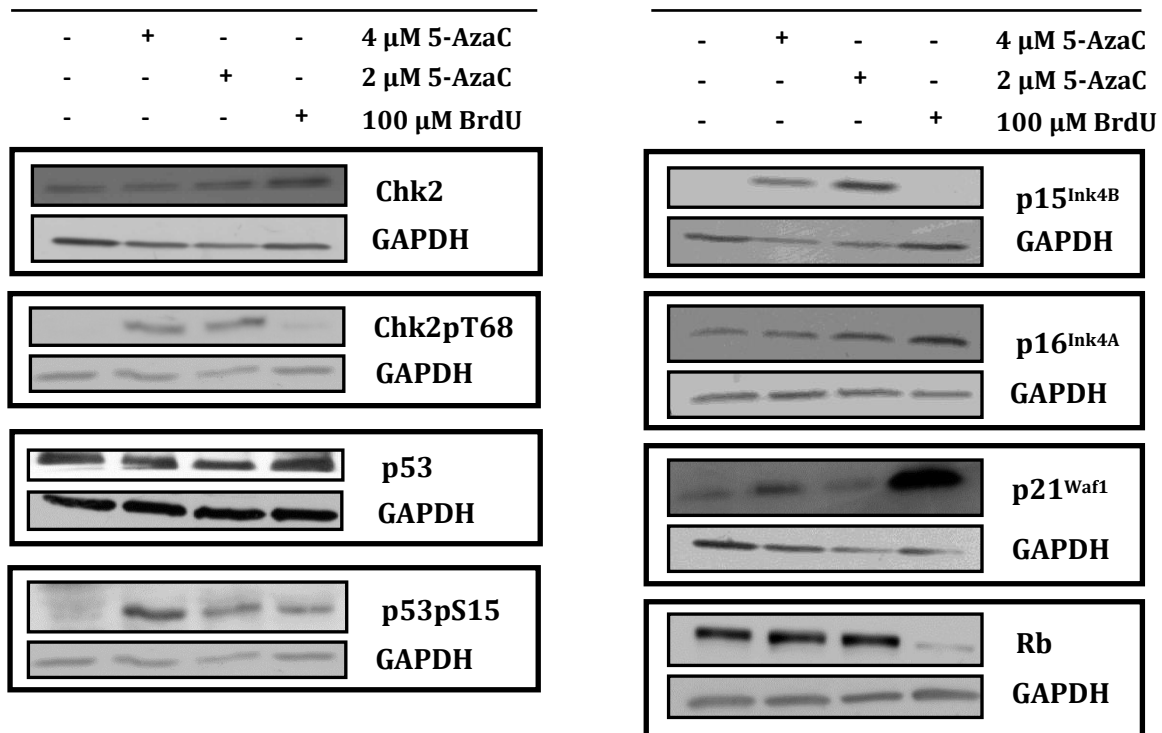 - + - - 4 μM 5-AzaC
- - + - 2 μM 5-AzaC
- - - + 100 μM BrdU
Chk2
GAPDH
Chk2pT68
GAPDH
p53
GAPDH
p53pS15
GAPDH
- + - - 4 μM 5-AzaC
- - + - 2 μM 5-AzaC
- - - + 100 μM BrdU
p15Ink4B
GAPDH
p16Ink4A
GAPDH
p21Waf1
GAPDH
Rb
GAPDH